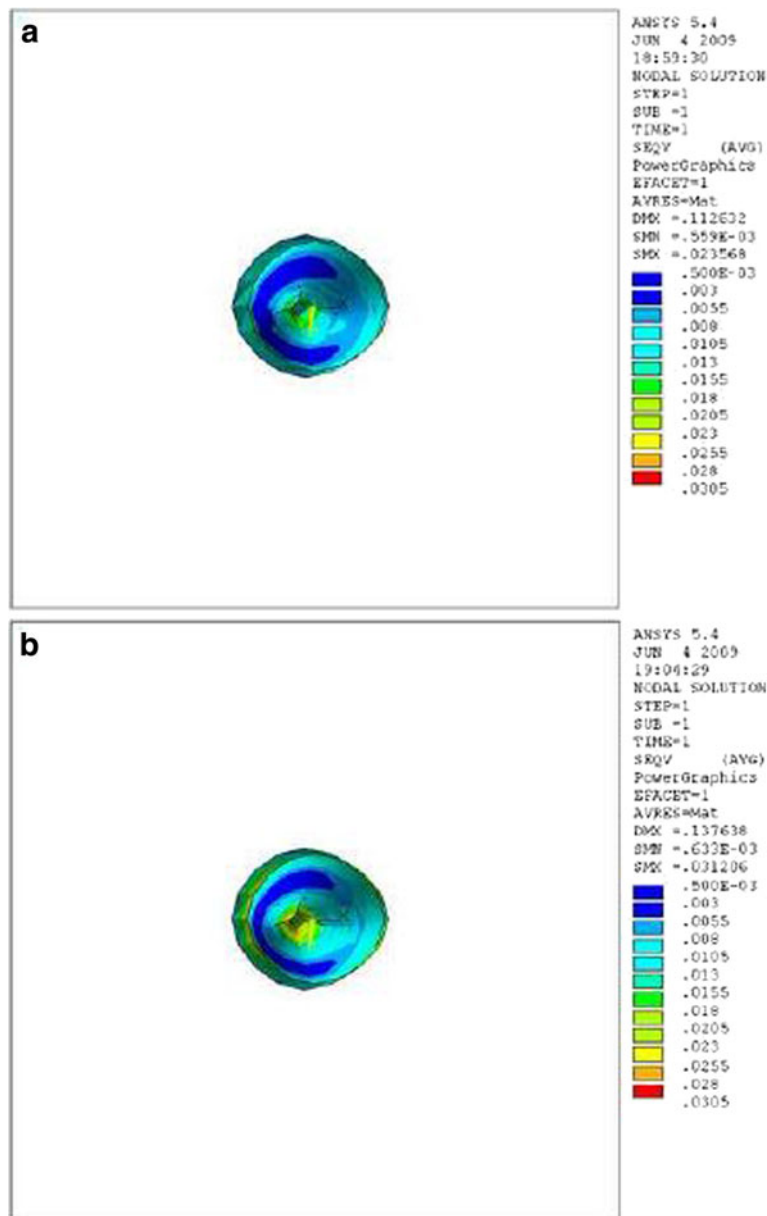 a
ANSYS 5.4
JUN 4 2009
18:59:30
NODAL SOLUTION
STEP=1
SUB =1
TIME=1
SEQV (AVG)
PowerGraphics
EFACET=1
AVRES=Mat
DMX =.112632
SMN =.559E-03
SMX =.023568
.500E-03
.003
.0055
.008
.0105
.013
.0155
.018
.0205
.023
.0255
.028
.0305
b
ANSYS 5.4
JUN 4 2009
19:04:29
NODAL SOLUTION
STEP=1
SUB =1
TIME=1
SEQV (AVG)
PowerGraphics
EFACET=1
AVRES=Mat
DMX =.137638
SMN =.633E-03
SMX =.031206
.500E-03
.003
.0055
.008
.0105
.013
.0155
.018
.0205
.023
.0255
.028
.0305